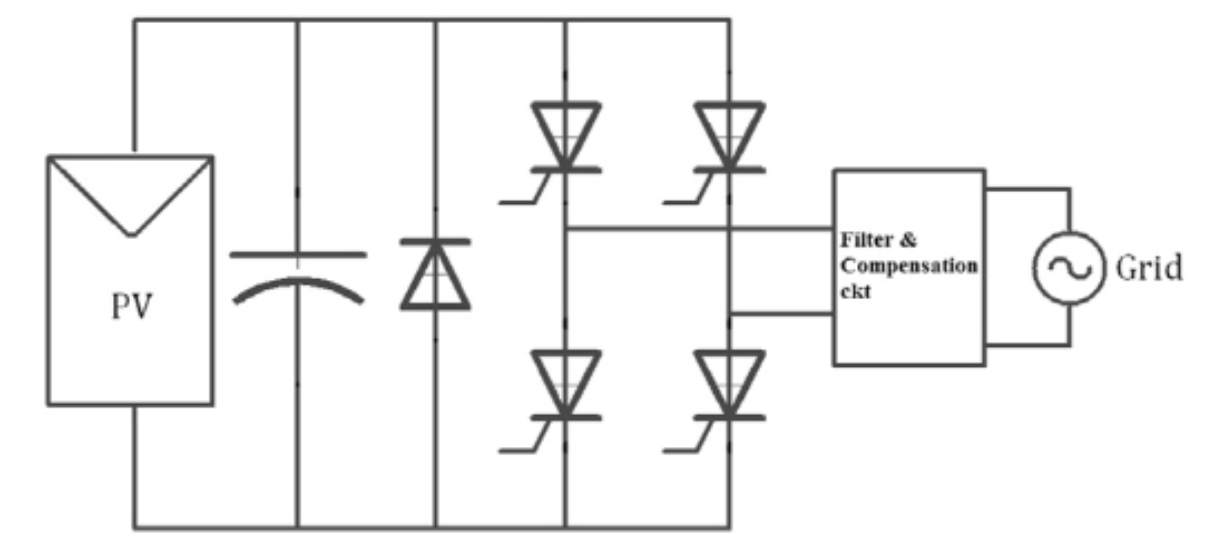 PV
Filter &
Compensation
ckt
Grid